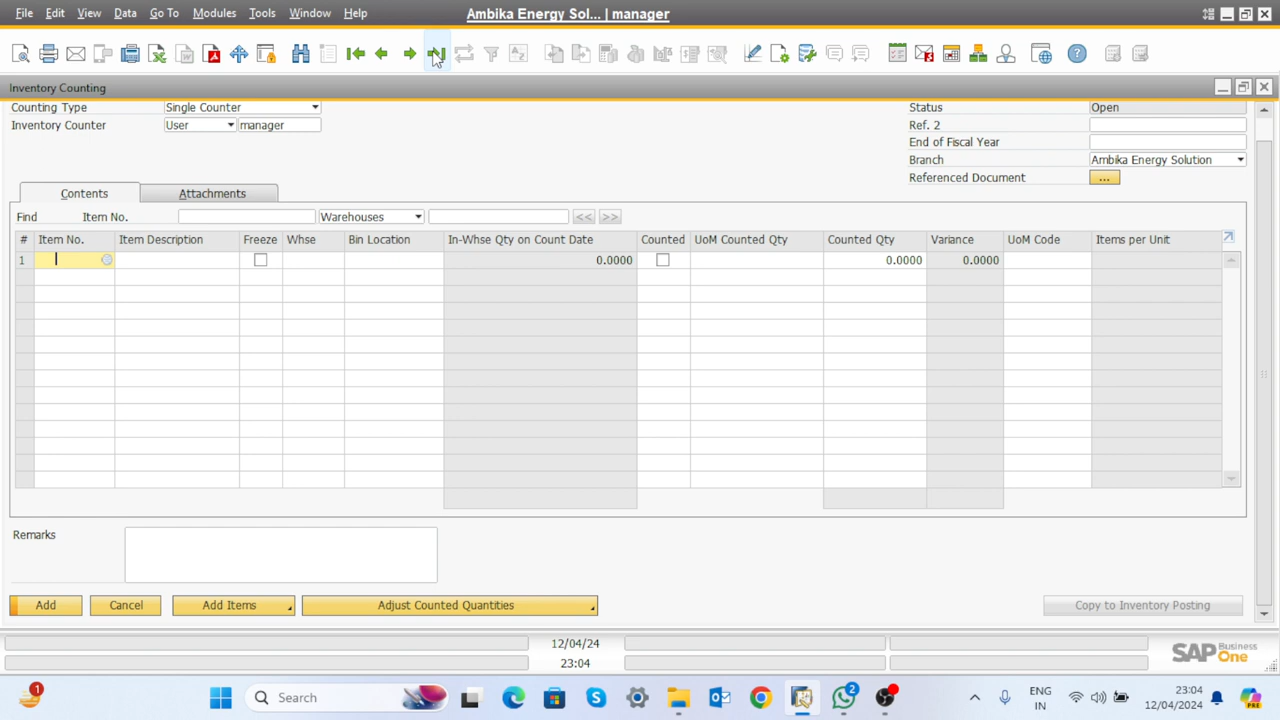 File Edit View Data Go To Modules Tools Window Help
Ambika Energy Sol... | manager
Inventory Counting
Counting Type Single Counter
Status Open
Inventory Counter User manager
Ref. 2
End of Fiscal Year
Branch Ambika Energy Solution
Referenced Document ...
Contents Attachments
Find Item No. Warehouses << >>
# Item No. Item Description Freeze Whse Bin Location In-Whse Qty on Count Date Counted UoM Counted Qty Counted Qty Variance UoM Code Items per Unit
1 0.0000 0.0000 0.0000
Remarks
Add Cancel Add Items Adjust Counted Quantities Copy to Inventory Posting
12/04/24
23:04
SAP Business One
1 Search 2 ENG IN 23:04 12/04/2024 PRE